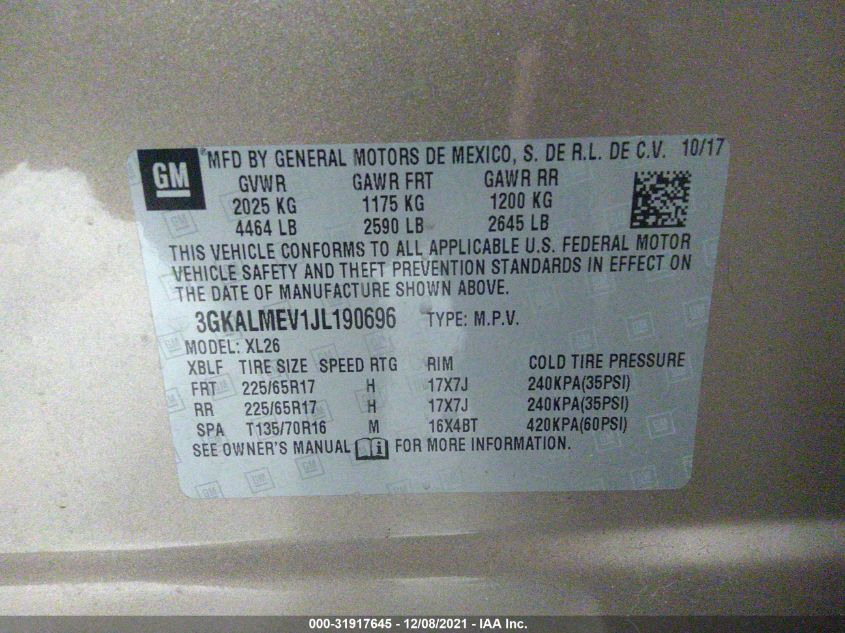 GM
MFD BY GENERAL MOTORS DE MEXICO, S. DE R.L. DE C.V. 10/17
GVWR GAWR FRT GAWR RR
2025 KG 1175 KG 1200 KG
4464 LB 2590 LB 2645 LB
THIS VEHICLE CONFORMS TO ALL APPLICABLE U.S. FEDERAL MOTOR
VEHICLE SAFETY AND THEFT PREVENTION STANDARDS IN EFFECT ON
THE DATE OF MANUFACTURE SHOWN ABOVE.
3GKALMEV1JL190696 TYPE: M.P.V.
MODEL: XL26
XBLF TIRE SIZE SPEED RTG RIM COLD TIRE PRESSURE
FRT 225/65R17 H 17X7J 240KPA(35PSI)
RR 225/65R17 H 17X7J 240KPA(35PSI)
SPA T135/70R16 M 16X4BT 420KPA(60PSI)
SEE OWNER'S MANUAL i FOR MORE INFORMATION.
000-31917645 - 12/08/2021 - IAA Inc.